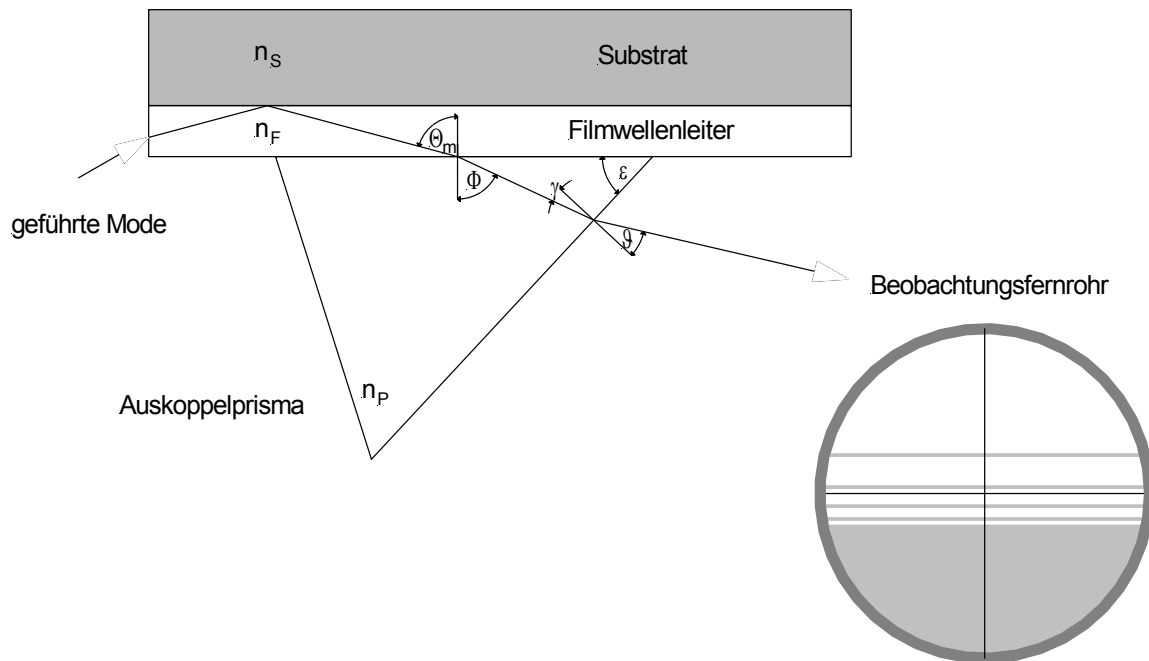 n_S Substrat
n_F Θ_m Filmwellenleiter
Φ γ ε
ϑ
geführte Mode
Beobachtungsfernrohr
Auskoppelprisma n_P